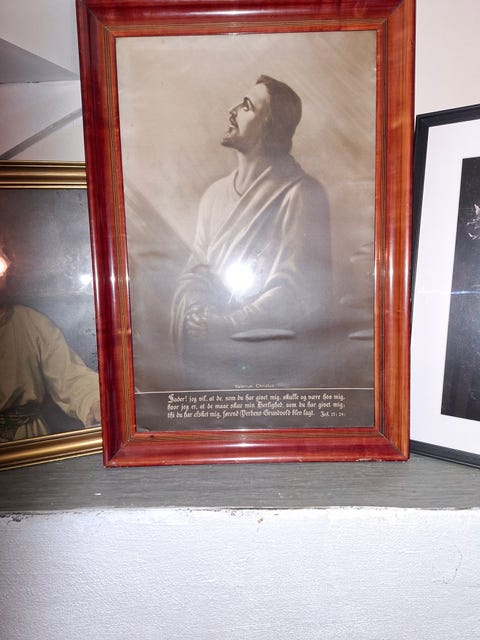 Valorius Christus
Fader! jeg vil, at de, som du har givet mig, skulle og være hos mig,
hvor jeg er, at de maae skue min Herlighed, som du har givet mig;
thi du har elsket mig, førend Verdens Grundvold blev lagt. Joh. 17: 24.